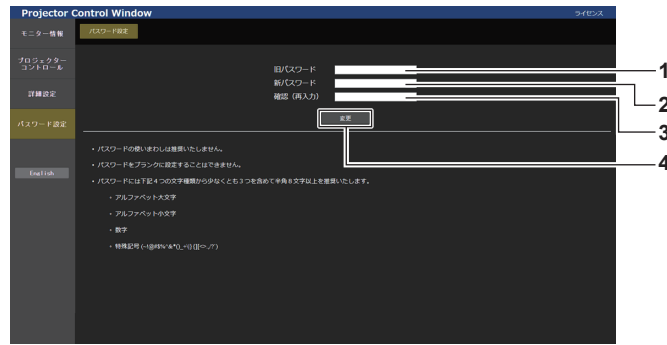 Projector Control Window
ライセンス
モニター情報
パスワード設定
プロジェクター
コントロール
詳細設定
パスワード設定
English
旧パスワード
新パスワード
確認（再入力）
変更
1
2
3
4
・パスワードの使いまわしは推奨いたしません。
・パスワードをブランクに設定することはできません。
・パスワードには下記４つの文字種類から少なくとも３つを含めて半角８文字以上を推奨いたします。
・アルファベット大文字
・アルファベット小文字
・数字
・特殊記号